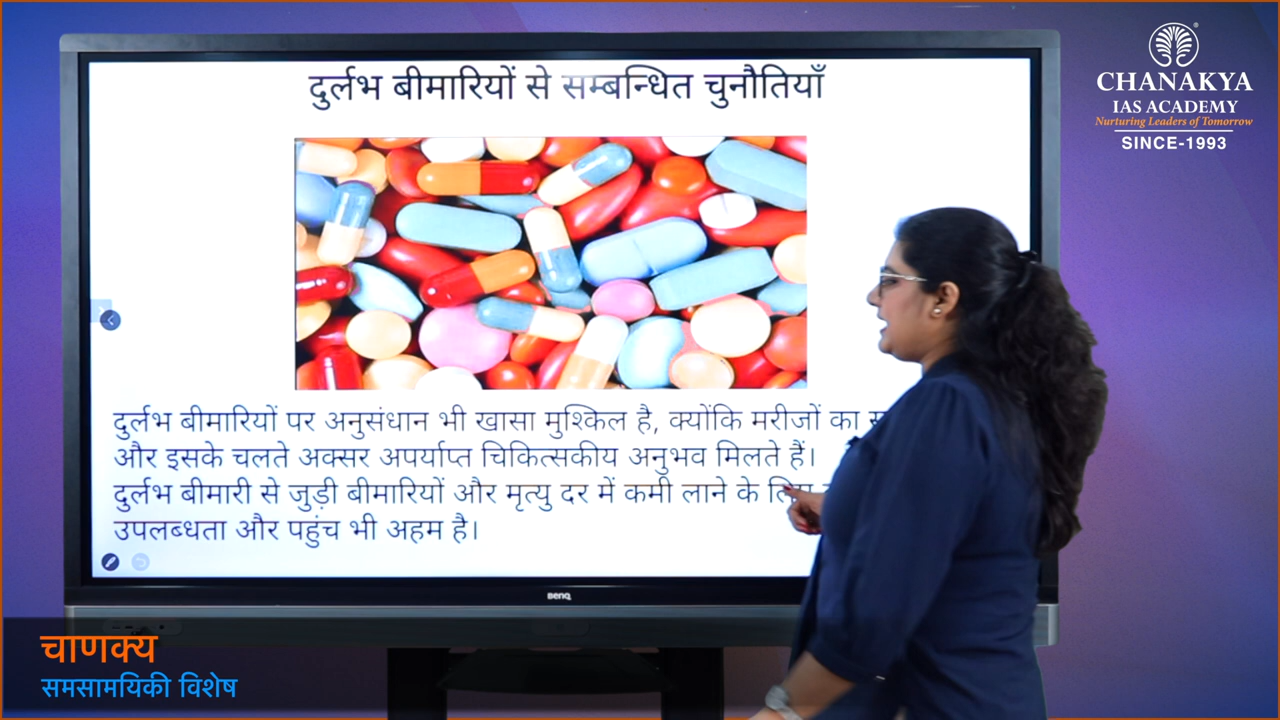 दुर्लभ बीमारियों से सम्बन्धित चुनौतियाँ
CHANAKYA
IAS ACADEMY
Nurturing Leaders of Tomorrow
SINCE-1993
दुर्लभ बीमारियों पर अनुसंधान भी खासा मुश्किल है, क्योंकि मरीजों का
और इसके चलते अक्सर अपर्याप्त चिकित्सकीय अनुभव मिलते हैं।
दुर्लभ बीमारी से जुड़ी बीमारियों और मृत्यु दर में कमी लाने के लिए
उपलब्धता और पहुंच भी अहम है।
BenQ
चाणक्य
समसामयिकी विशेष